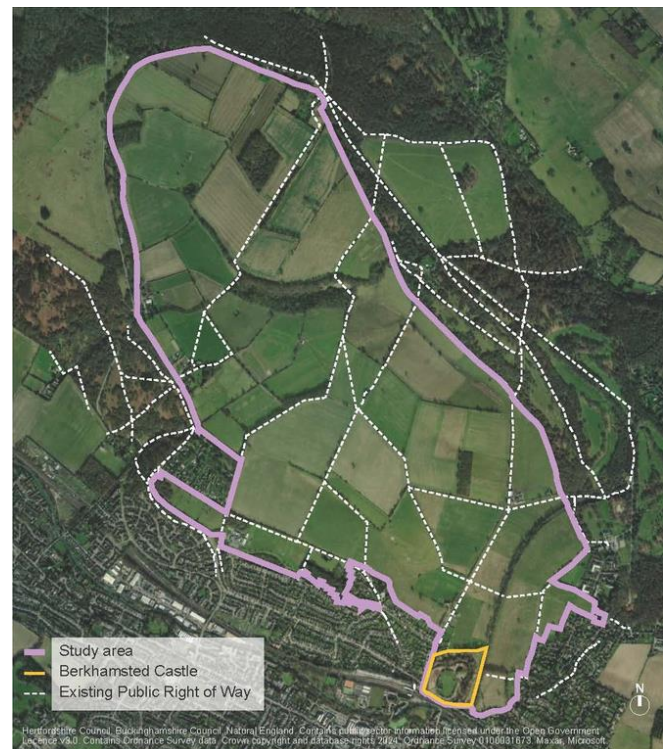 Study area
Berkhamsted Castle
Existing Public Right of Way
N
Hertfordshire Council, Buckinghamshire Council, Natural England. Contains public sector information licensed under the Open Government
Lecence v3.0. Contains Ordnance Survey data. Crown copyright and database rights, 2024, Ordnance Survey 0100031673. Maxar, Microsoft.